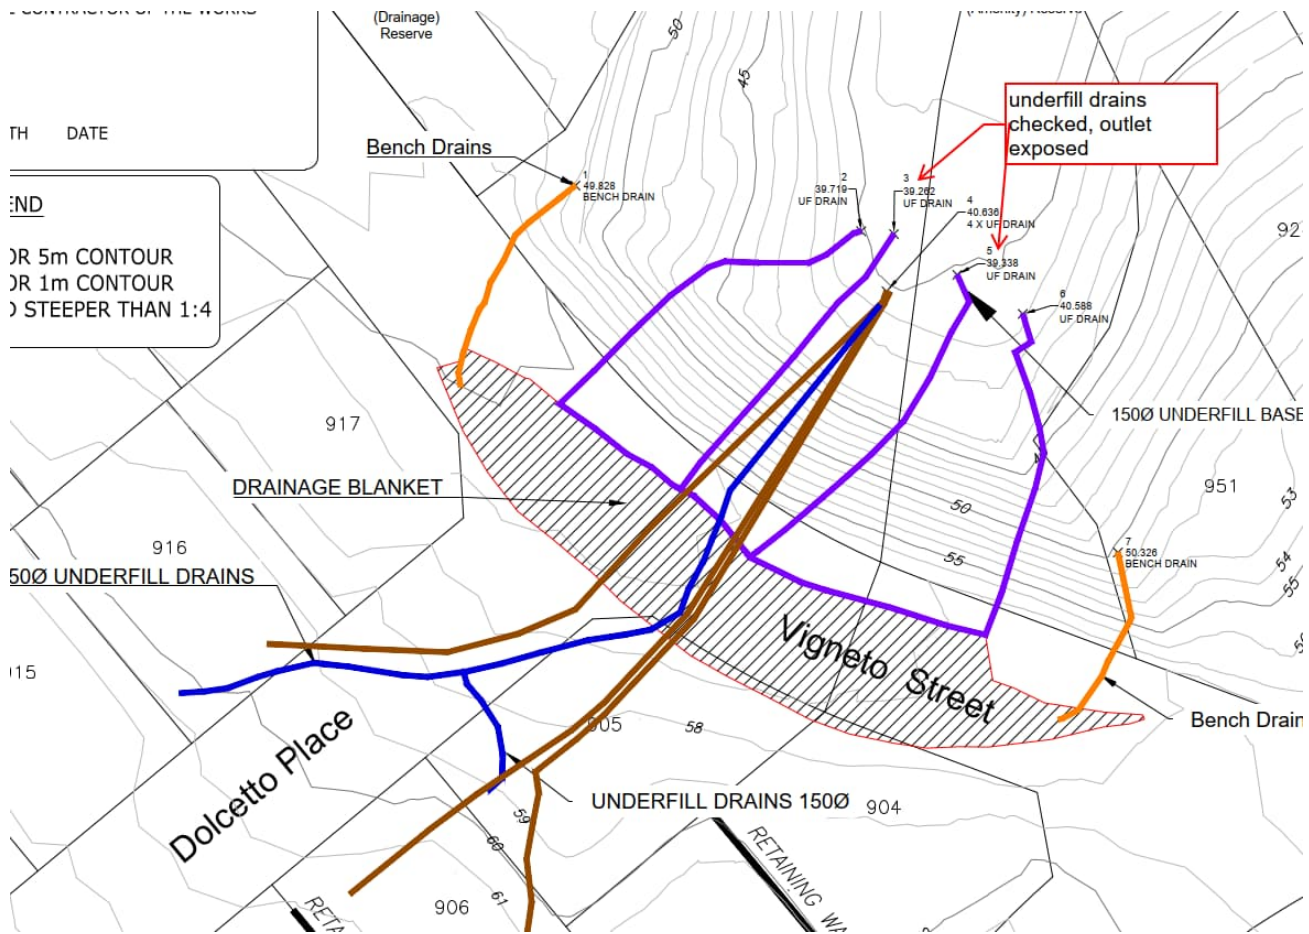 CONTRACTOR OF THE WORKS
TH DATE
END
OR 5m CONTOUR
OR 1m CONTOUR
D STEEPER THAN 1:4
(Drainage)
Reserve
(Amenity) Reserve
50
45
underfill drains
checked, outlet
exposed
Bench Drains
1
49.828
BENCH DRAIN
2
39.719
UF DRAIN
3
39.262
UF DRAIN
4
40.636
4 X UF DRAIN
5
39.338
UF DRAIN
6
40.588
UF DRAIN
92
150Ø UNDERFILL BASE
917
DRAINAGE BLANKET
951
53
50
55
54
55
7
50.326
BENCH DRAIN
916
50Ø UNDERFILL DRAINS
Vigneto Street
915
905
58
Bench Drain
Dolcetto Place
UNDERFILL DRAINS 150Ø
904
59
60
61
906
RETAINING WA
RETA